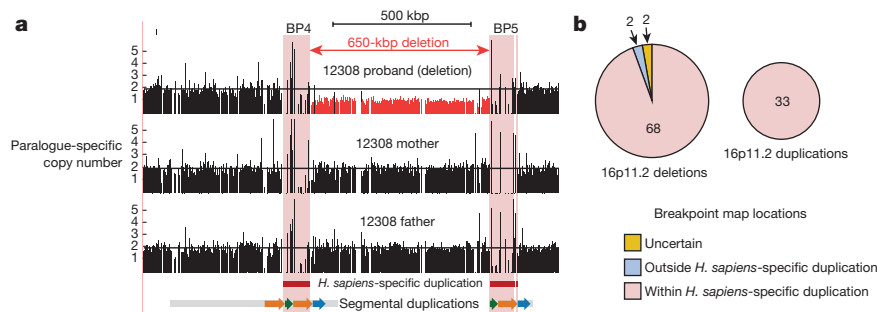 a
500 kbp
BP4
BP5
650-kbp deletion
5
4
3
2
1
12308 proband (deletion)
Paralogue-specific
copy number
5
4
3
2
1
12308 mother
5
4
3
2
1
12308 father
H. sapiens-specific duplication
Segmental duplications
b
2
2
68
33
16p11.2 deletions
16p11.2 duplications
Breakpoint map locations
Uncertain
Outside H. sapiens-specific duplication
Within H. sapiens-specific duplication